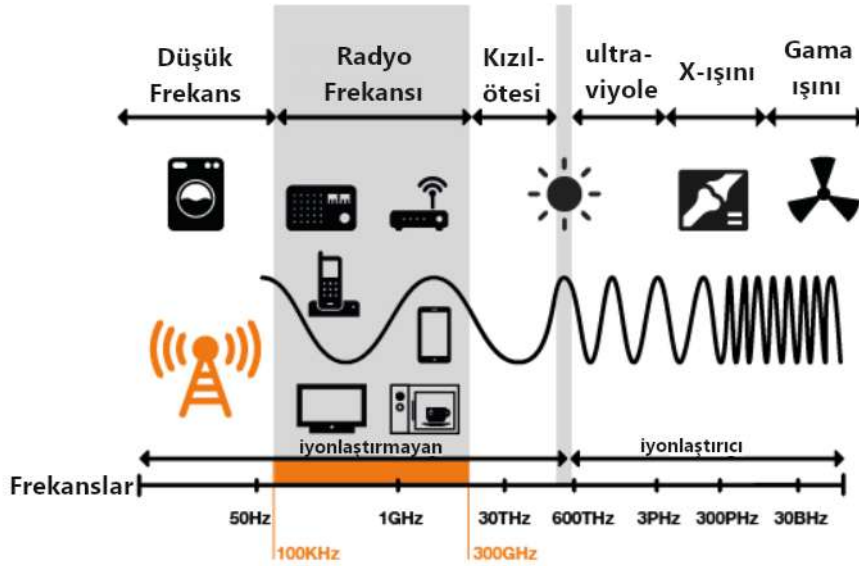 Düşük
Frekans
Radyo
Frekansı
Kızıl-
ötesi
ultra-
viyole
X-ışını
Gama
ışını
iyonlaştırmayan
iyonlaştırıcı
Frekanslar
50Hz
1GHz
30THz
600THz
3PHz
300PHz
30BHz
100KHz
300GHz